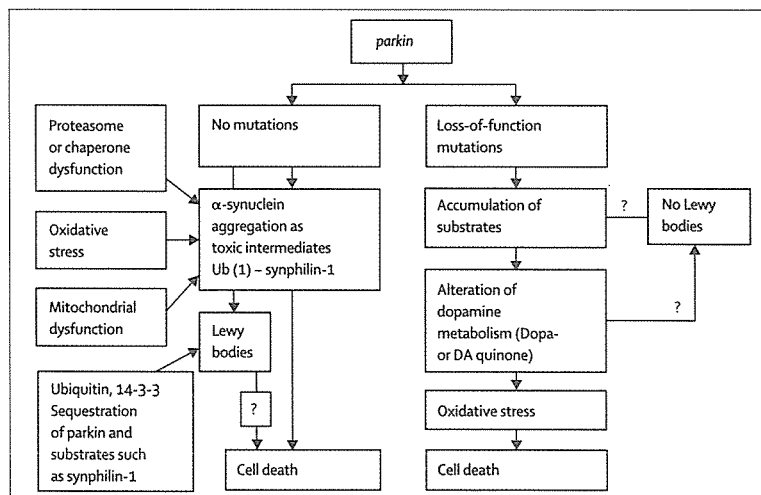 parkin
No mutations
Loss-of-function
mutations
Proteasome
or chaperone
dysfunction
Oxidative
stress
Mitochondrial
dysfunction
α-synuclein
aggregation as
toxic intermediates
Ub (1) – synphilin-1
Accumulation of
substrates
?
No Lewy
bodies
Alteration of
dopamine
metabolism (Dopa-
or DA quinone)
?
Lewy
bodies
Ubiquitin, 14-3-3
Sequestration
of parkin and
substrates such
as synphilin-1
?
Cell death
Oxidative stress
Cell death